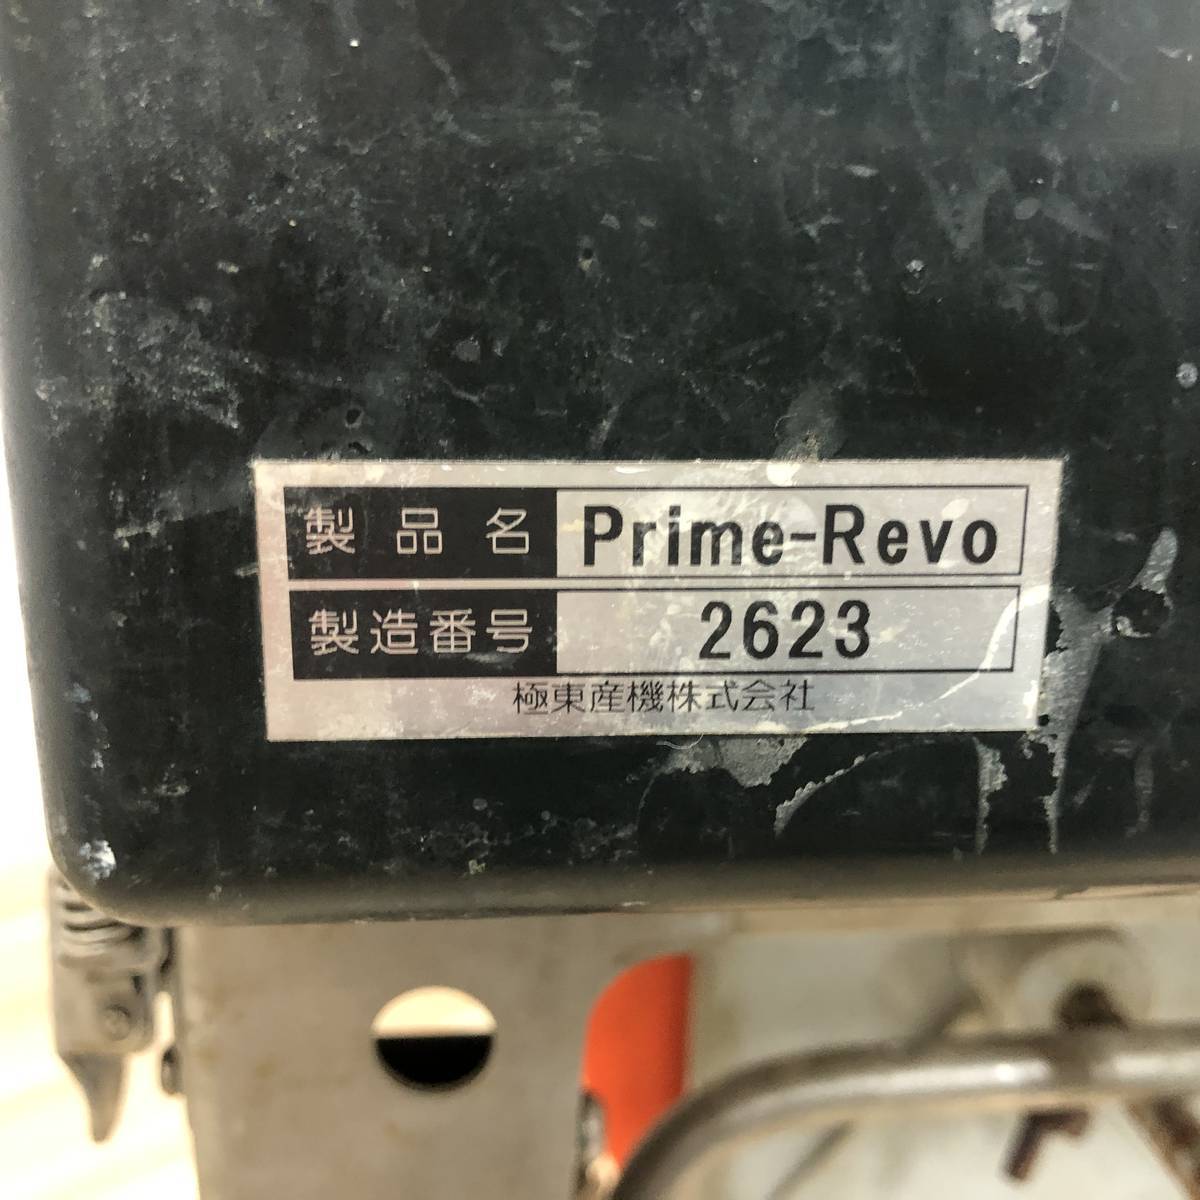 製品名 Prime-Revo
製造番号 2623
極東産機株式会社